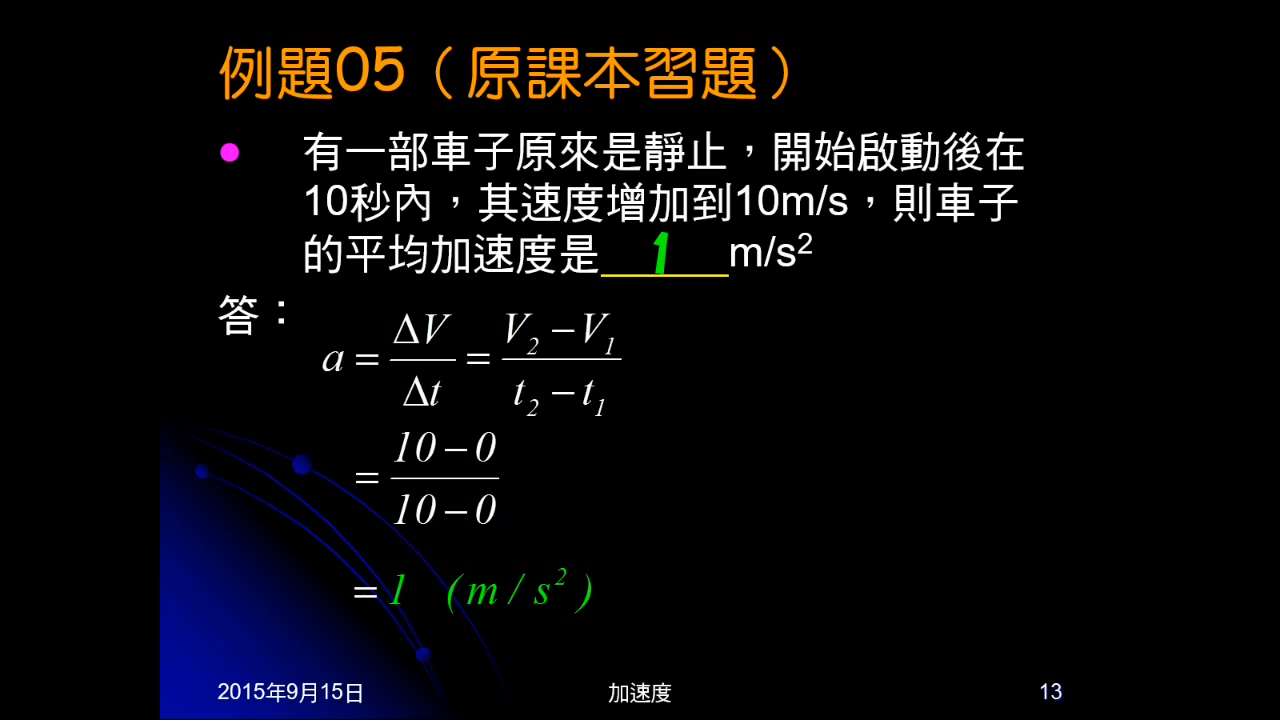 例題05（原課本習題）
有一部車子原來是靜止，開始啟動後在
10秒內，其速度增加到10m/s，則車子
的平均加速度是 1 m/s²
答：
a = ΔV/Δt = (V₂ − V₁)/(t₂ − t₁)
= (10 − 0)/(10 − 0)
= 1 (m / s²)
2015年9月15日 加速度 13